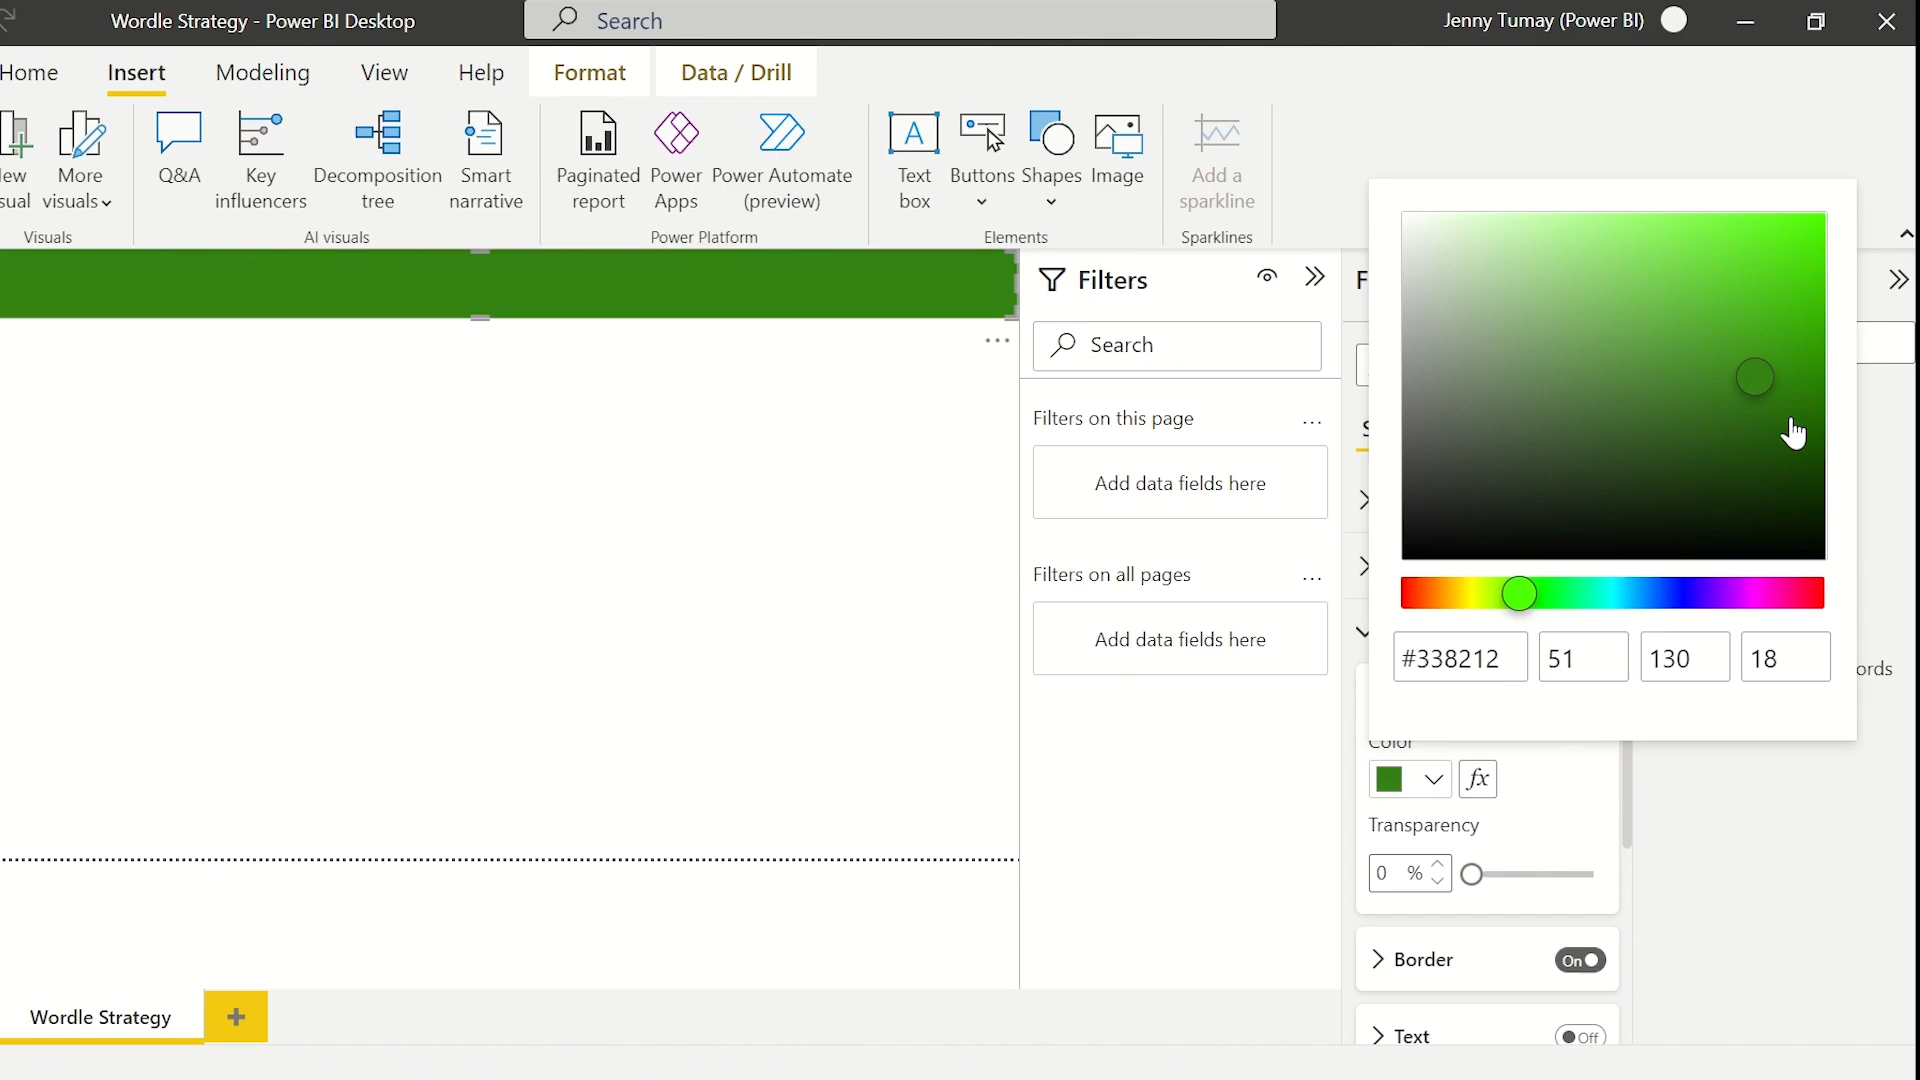 Wordle Strategy - Power BI Desktop
Search
Jenny Tumay (Power BI)
Home
Insert
Modeling
View
Help
Format
Data / Drill
ew
sual
More
visuals
Q&A
Key
influencers
Decomposition
tree
Smart
narrative
Paginated
report
Power
Apps
Power Automate
(preview)
Text
box
Buttons
Shapes
Image
Add a
sparkline
Visuals
AI visuals
Power Platform
Elements
Sparklines
Filters
F
Search
Filters on this page
...
S
Add data fields here
Filters on all pages
...
Add data fields here
#338212
51
130
18
ords
Color
fx
Transparency
0 %
Border
On
Text
Off
Wordle Strategy
+